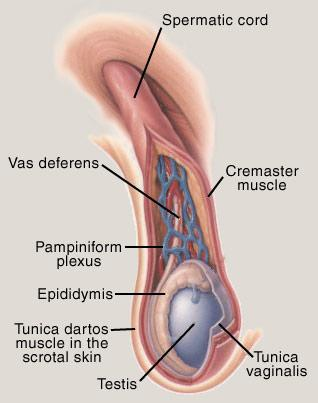 Spermatic cord
Vas deferens
Cremaster
muscle
Pampiniform
plexus
Epididymis
Tunica dartos
muscle in the
scrotal skin
Testis
Tunica
vaginalis